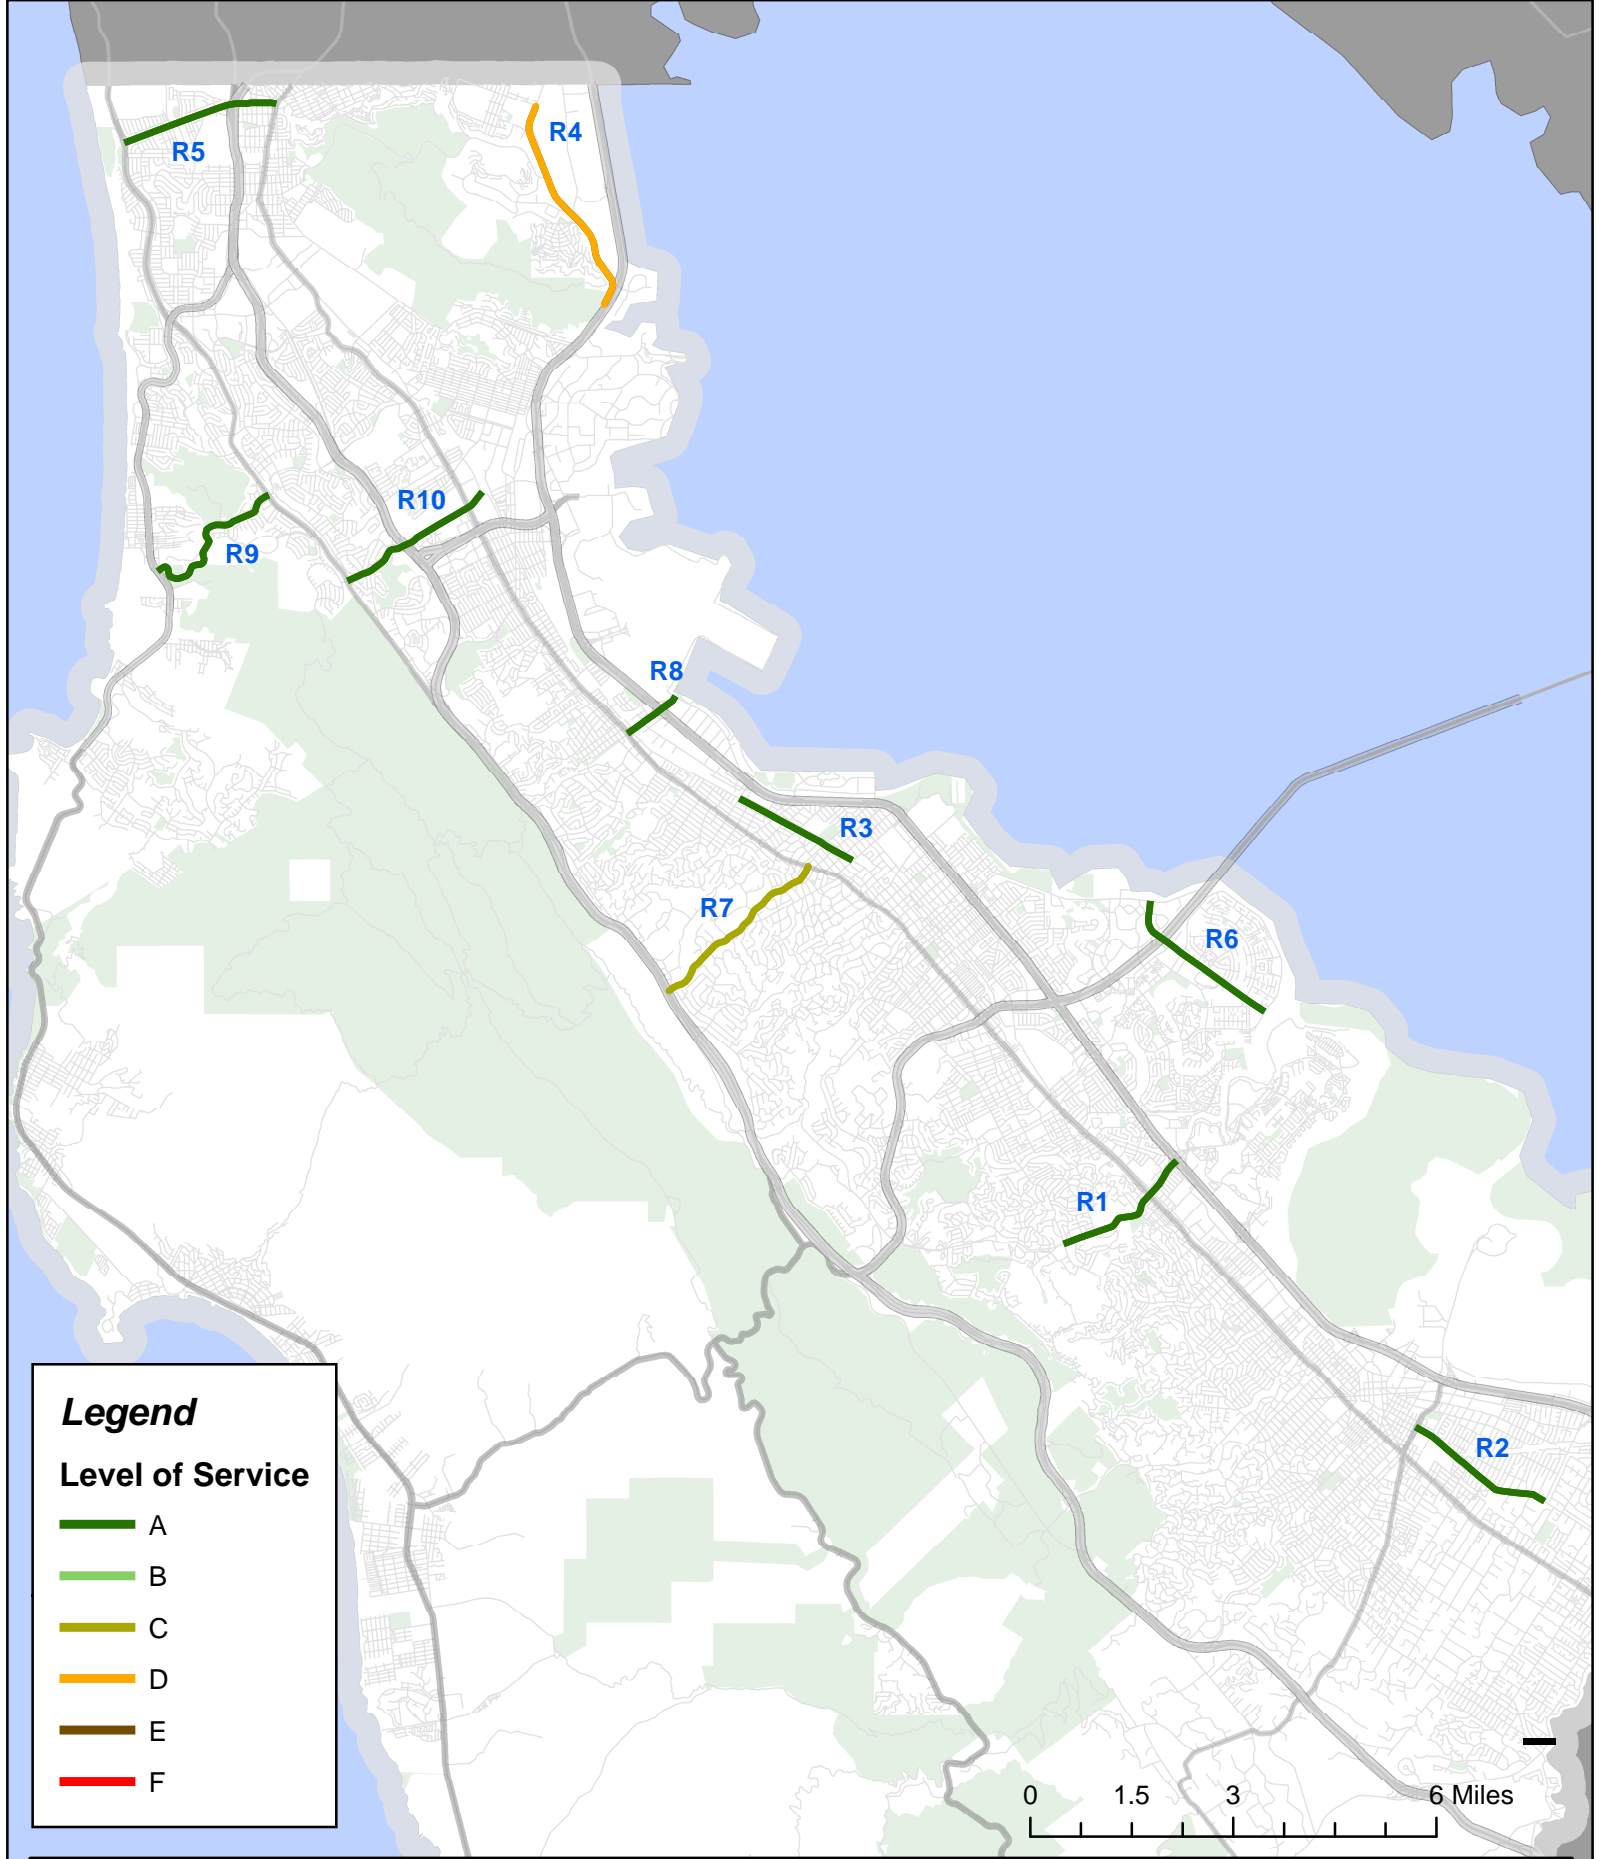 R4
R5
R10
R9
R8
R3
R7
R6
R1
R2
Legend
Level of Service
A
B
C
D
E
F
0 1.5 3 6 Miles